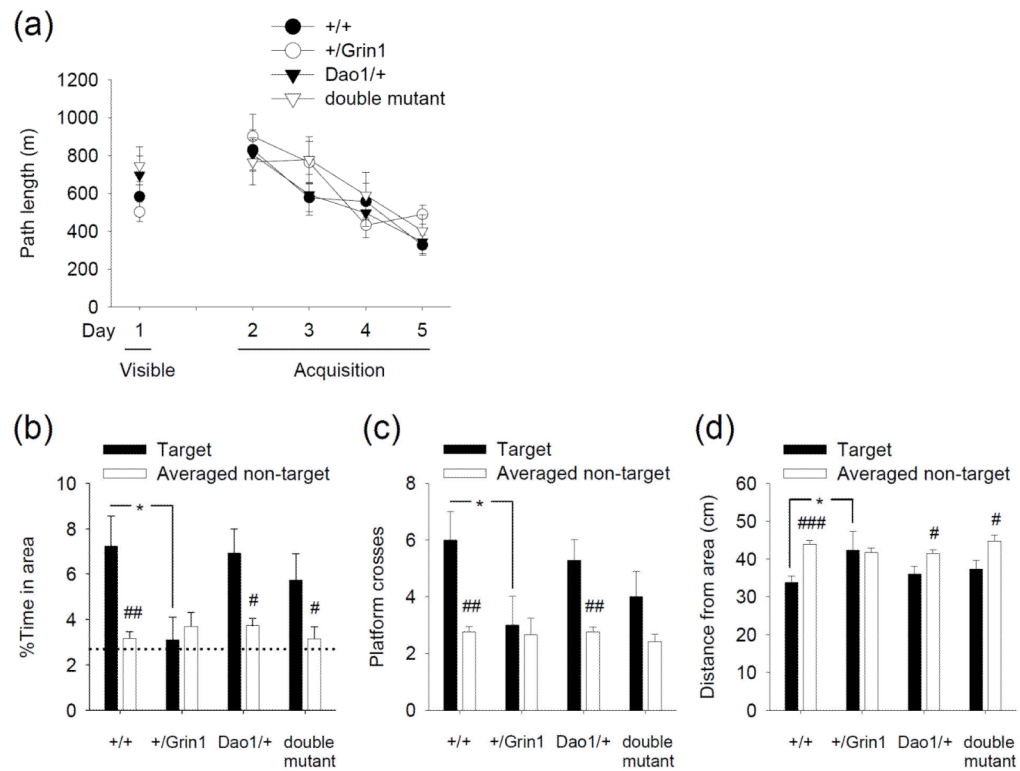 (a)
+/+
+/Grin1
Dao1/+
double mutant
Path length (m)
1200
1000
800
600
400
200
0
Day 1 2 3 4 5
Visible Acquisition
(b)
Target
Averaged non-target
%Time in area
10
8
6
4
2
0
*
##
#
#
+/+ +/Grin1 Dao1/+ double
mutant
(c)
Target
Averaged non-target
Platform crosses
8
6
4
2
0
*
##
##
+/+ +/Grin1 Dao1/+ double
mutant
(d)
Target
Averaged non-target
Distance from area (cm)
60
50
40
30
20
10
0
*
###
#
#
+/+ +/Grin1 Dao1/+ double
mutant